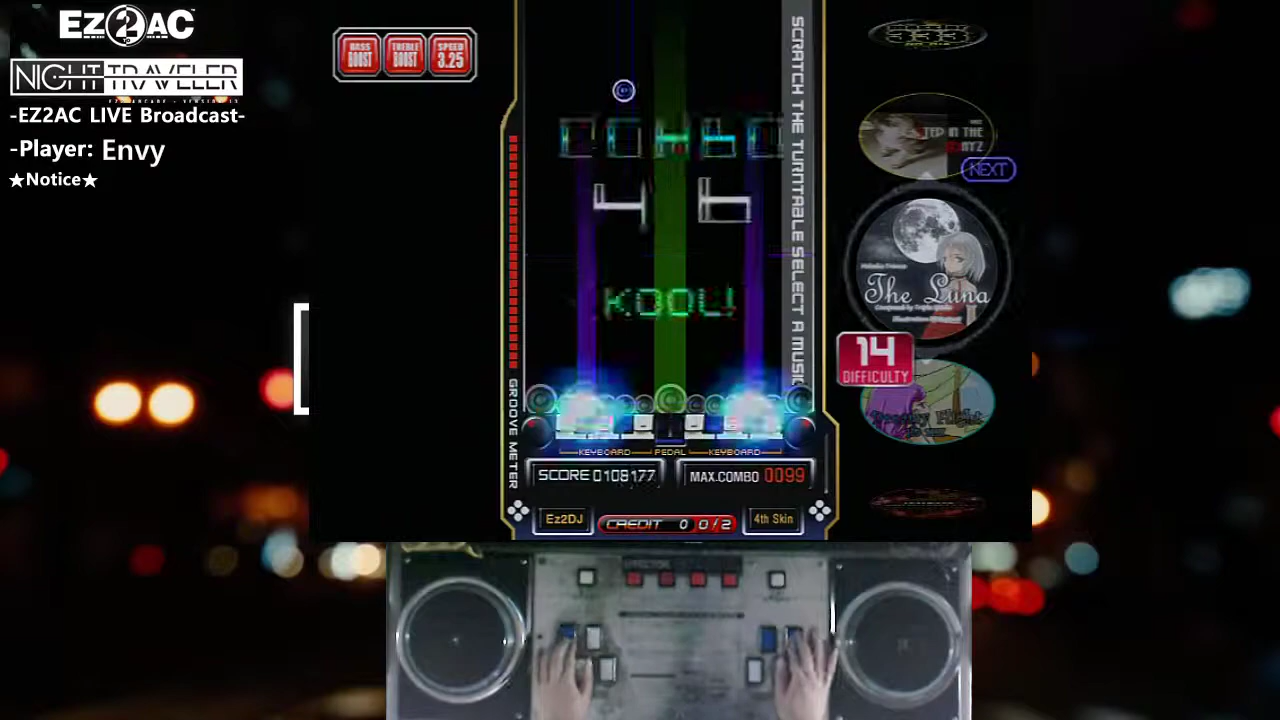 EZ2AC
NIGHT TRAVELER
-EZ2AC LIVE Broadcast-
-Player: Envy
★Notice★
BASS BOOST
TREBLE BOOST
SPEED 3.25
COMBO
46
KOOL!
SCRATCH THE TURNTABLE SELECT A MUSIC
GROOVE METER
KEYBOARD PEDAL KEYBOARD
SCORE 0108177
MAX.COMBO 0099
Ez2DJ
CREDIT 0 0/2
4th Skin
NEXT
The Luna
14
DIFFICULTY
EFFECTOR